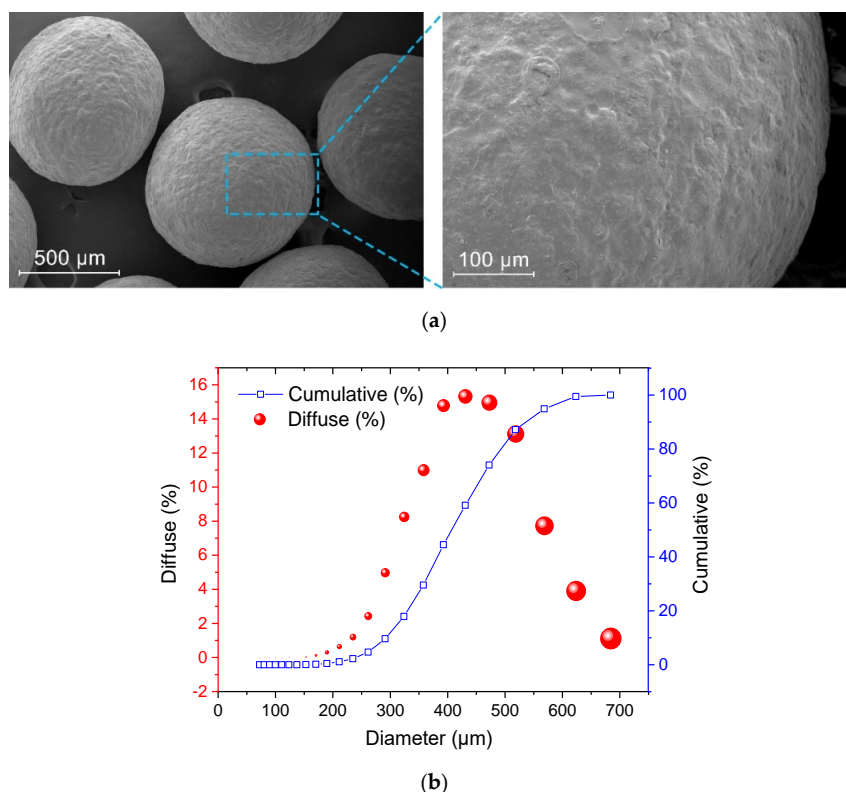 500 µm
100 µm
(a)
Cumulative (%)
Diffuse (%)
16
14
12
10
8
6
4
2
0
-2
Diffuse (%)
100
80
60
40
20
0
Cumulative (%)
0 100 200 300 400 500 600 700
Diameter (µm)
(b)